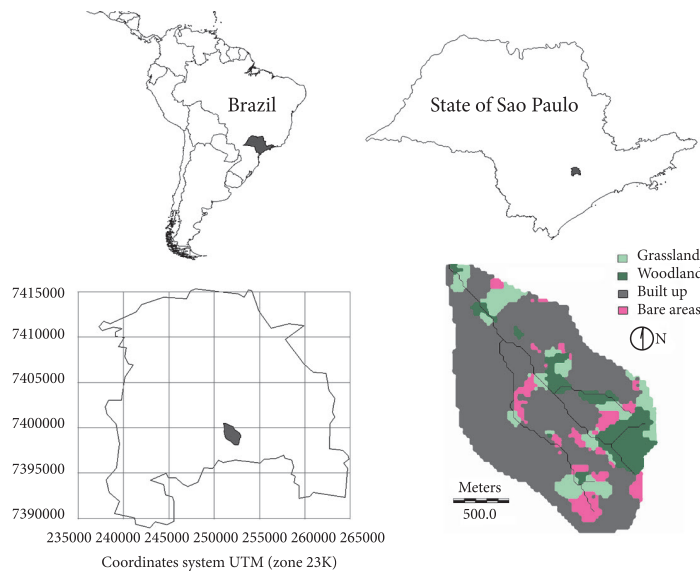 Brazil
State of Sao Paulo
Grassland
Woodland
Built up
Bare areas
N
Meters
500.0
7415000
7410000
7405000
7400000
7395000
7390000
235000 240000 245000 250000 255000 260000 265000
Coordinates system UTM (zone 23K)